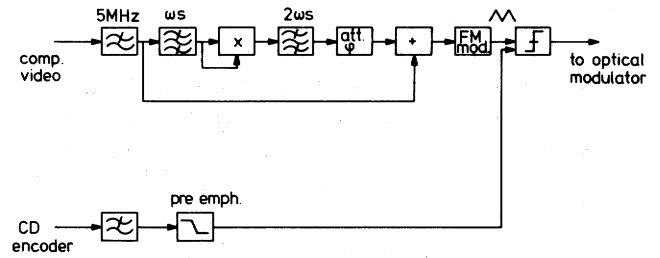 5MHz
ωs
2ωs
comp.
video
x
att.
φ
+
FM
mod.
to optical
modulator
pre emph.
CD
encoder